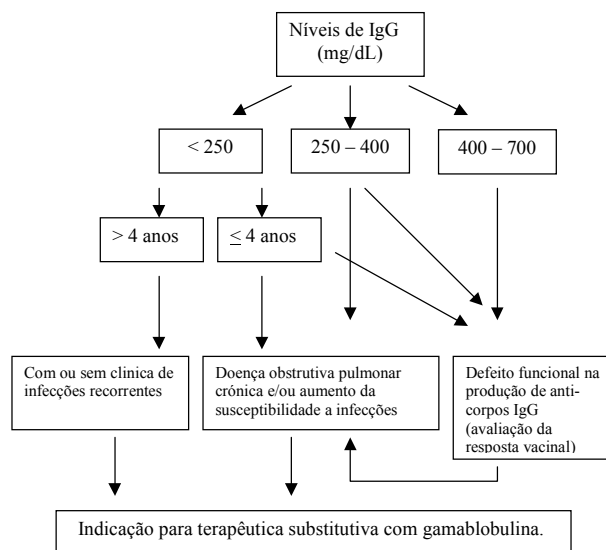 Níveis de IgG
(mg/dL)
< 250
250 – 400
400 – 700
> 4 anos
≤ 4 anos
Com ou sem clinica de
infecções recorrentes
Doença obstrutiva pulmonar
crónica e/ou aumento da
susceptibilidade a infecções
Defeito funcional na
produção de anti-
corpos IgG
(avaliação da
resposta vacinal)
Indicação para terapêutica substitutiva com gamablobulina.